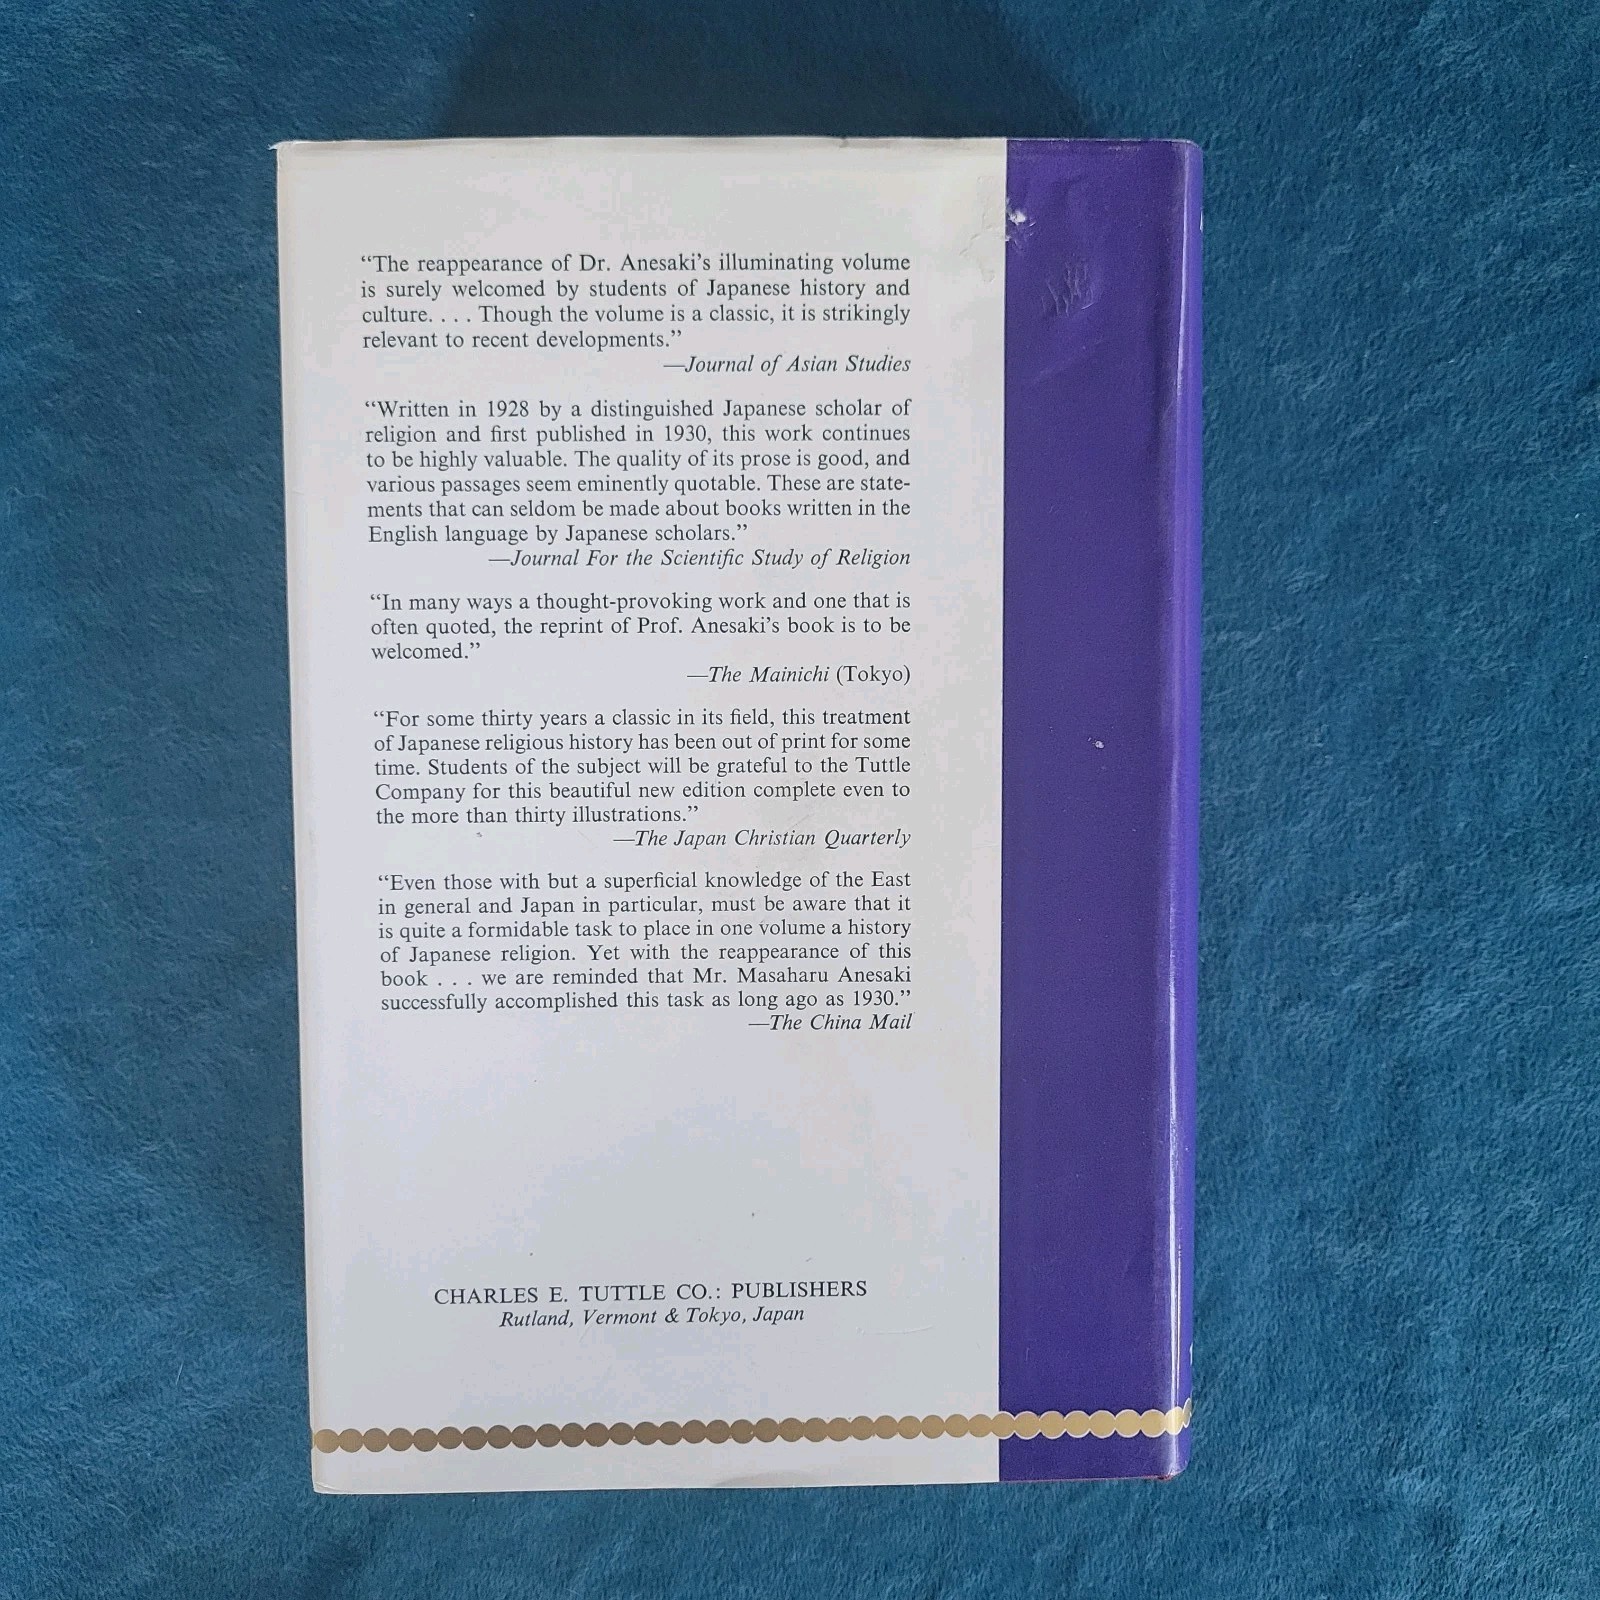 “The reappearance of Dr. Anesaki’s illuminating volume
is surely welcomed by students of Japanese history and
culture. . . . Though the volume is a classic, it is strikingly
relevant to recent developments.”
—Journal of Asian Studies
“Written in 1928 by a distinguished Japanese scholar of
religion and first published in 1930, this work continues
to be highly valuable. The quality of its prose is good, and
various passages seem eminently quotable. These are state-
ments that can seldom be made about books written in the
English language by Japanese scholars.”
—Journal For the Scientific Study of Religion
“In many ways a thought-provoking work and one that is
often quoted, the reprint of Prof. Anesaki’s book is to be
welcomed.”
—The Mainichi (Tokyo)
“For some thirty years a classic in its field, this treatment
of Japanese religious history has been out of print for some
time. Students of the subject will be grateful to the Tuttle
Company for this beautiful new edition complete even to
the more than thirty illustrations.”
—The Japan Christian Quarterly
“Even those with but a superficial knowledge of the East
in general and Japan in particular, must be aware that it
is quite a formidable task to place in one volume a history
of Japanese religion. Yet with the reappearance of this
book . . . we are reminded that Mr. Masaharu Anesaki
successfully accomplished this task as long ago as 1930.”
—The China Mail
CHARLES E. TUTTLE CO.: PUBLISHERS
Rutland, Vermont & Tokyo, Japan